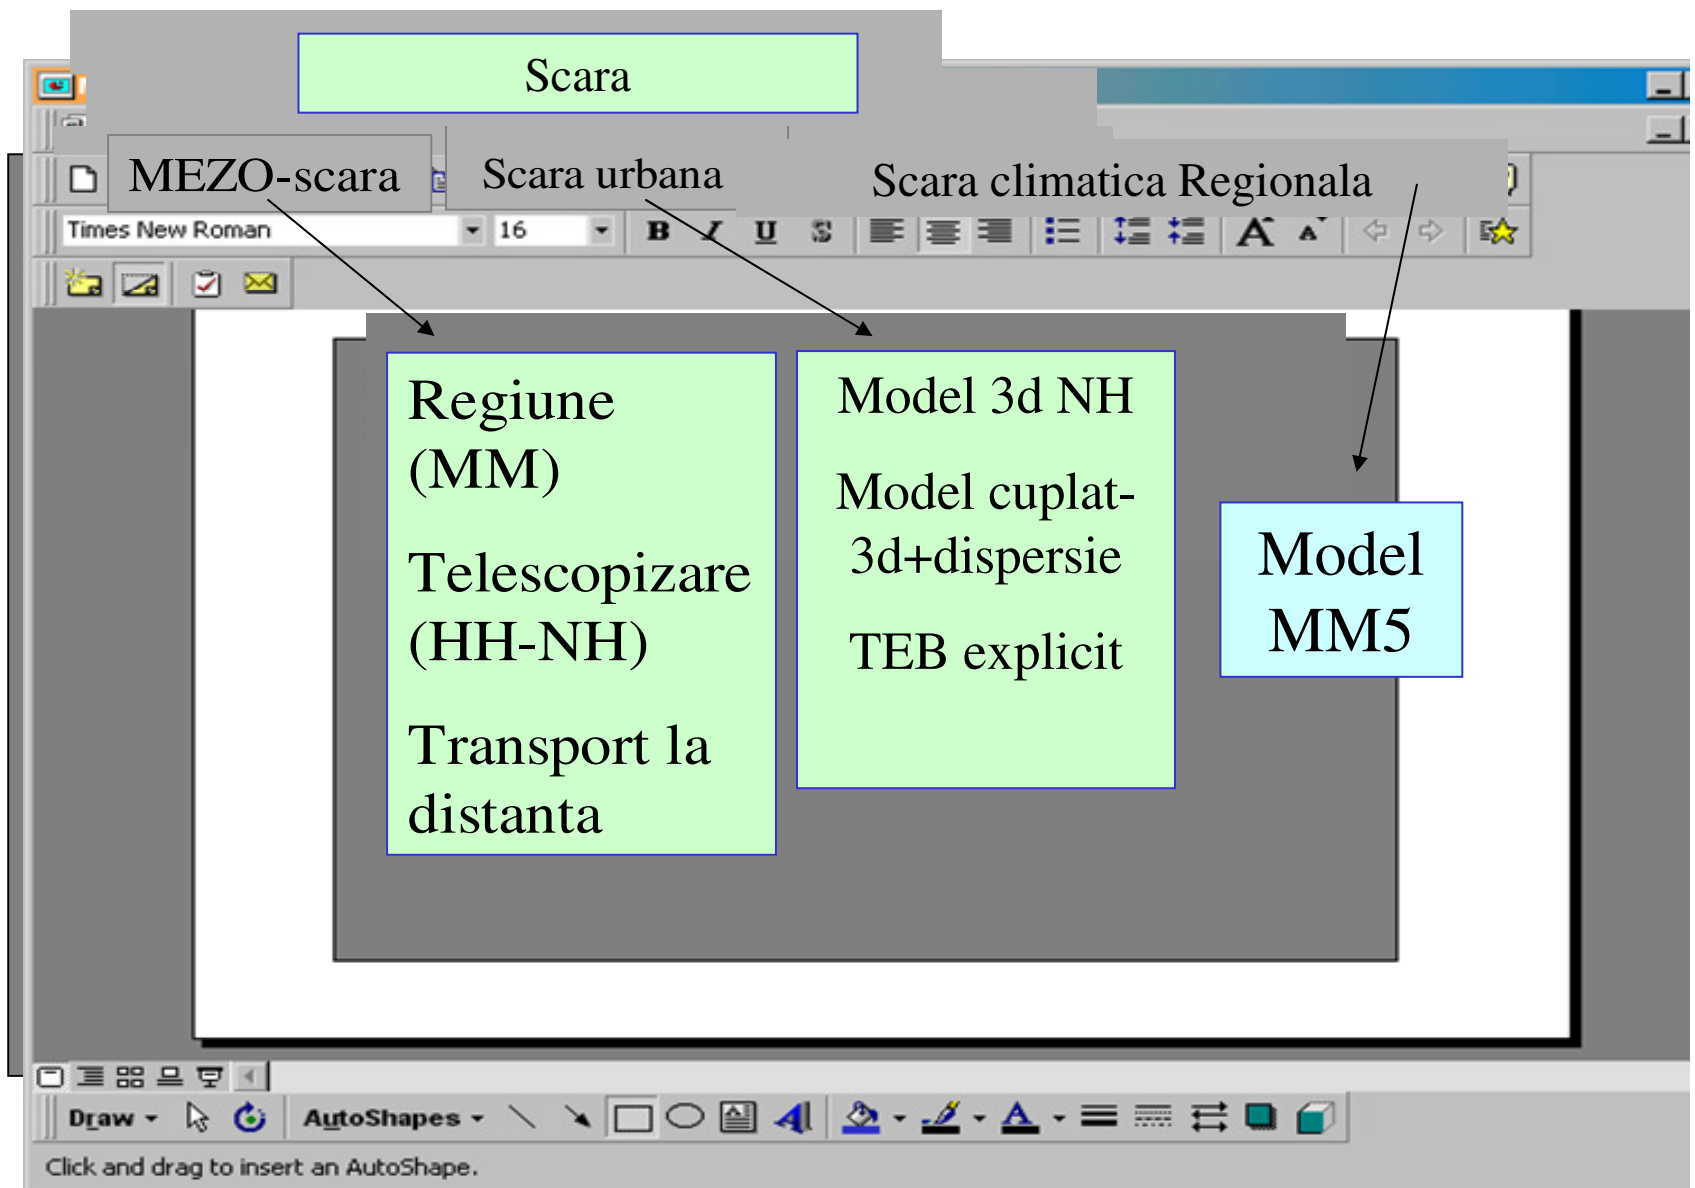 Scara
MEZO-scara
Scara urbana
Scara climatica Regionala
Times New Roman
16
B I U S
A A
Regiune
(MM)
Telescopizare
(HH-NH)
Transport la
distanta
Model 3d NH
Model cuplat-
3d+dispersie
TEB explicit
Model
MM5
Draw
AutoShapes
Click and drag to insert an AutoShape.